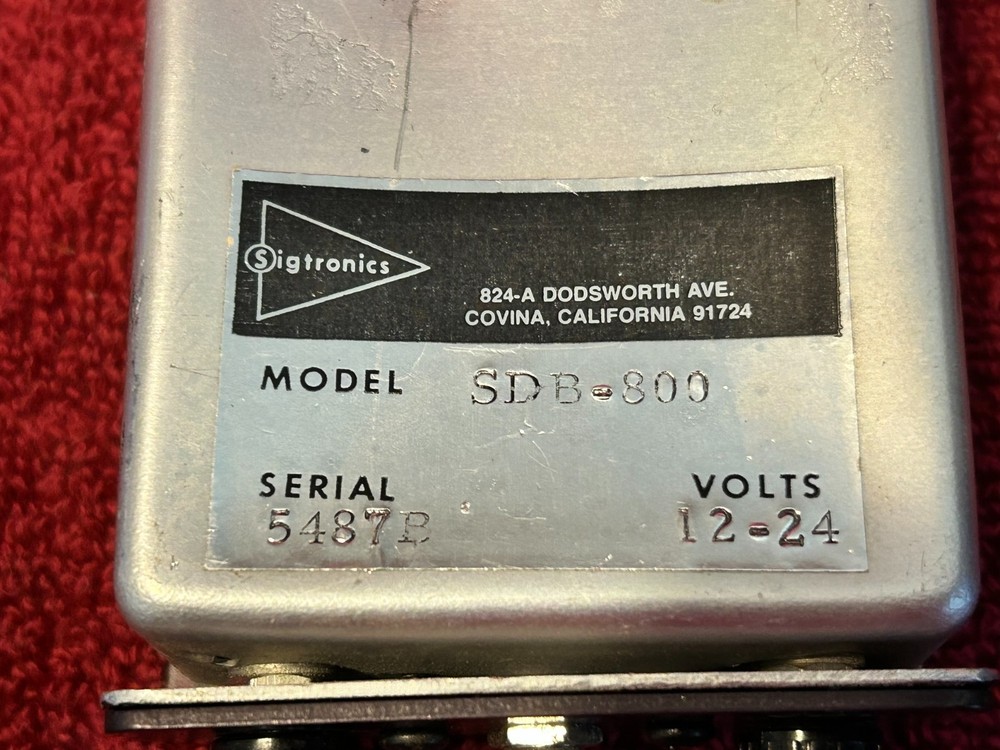 Sigtronics
824-A DODSWORTH AVE.
COVINA, CALIFORNIA 91724
MODEL SDB-800
SERIAL VOLTS
5487B 12-24